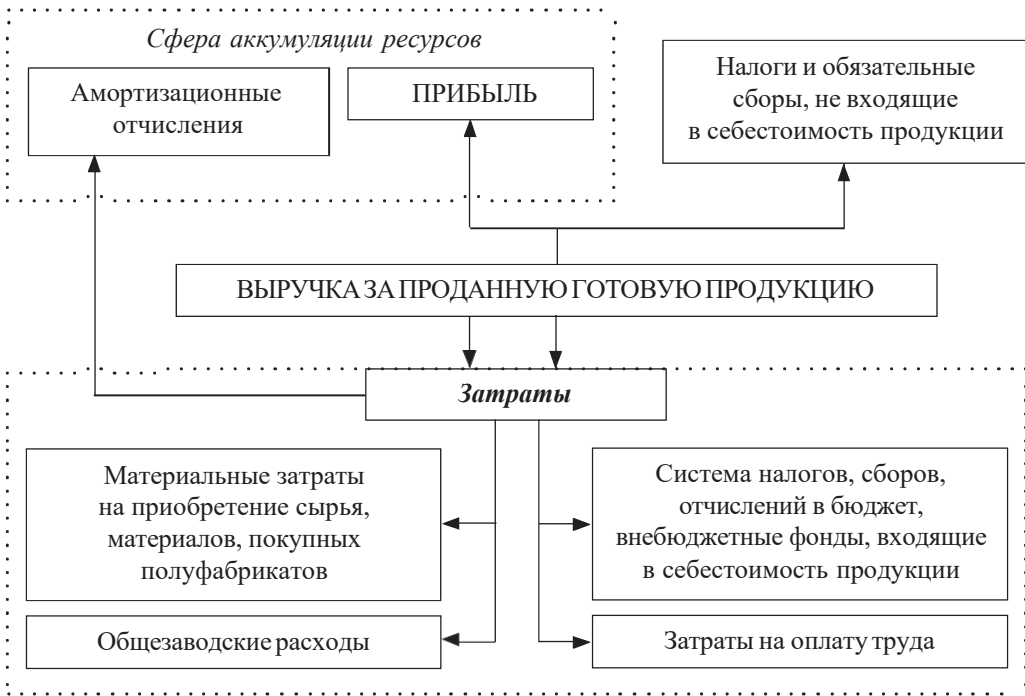 Сфера аккумуляции ресурсов
Амортизационные
отчисления
ПРИБЫЛЬ
Налоги и обязательные
сборы, не входящие
в себестоимость продукции
ВЫРУЧКА ЗА ПРОДАННУЮ ГОТОВУЮ ПРОДУКЦИЮ
Затраты
Материальные затраты
на приобретение сырья,
материалов, покупных
полуфабрикатов
Система налогов, сборов,
отчислений в бюджет,
внебюджетные фонды, входящие
в себестоимость продукции
Общезаводские расходы
Затраты на оплату труда